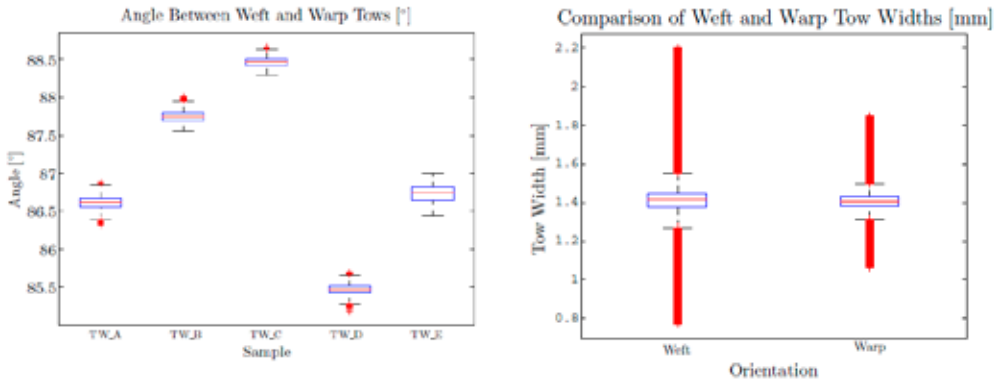 Angle Between Weft and Warp Tows [°]
Angle [°]
88.5
88
87.5
87
86.5
86
85.5
TW_A TW_B TW_C TW_D TW_E
Sample
Comparison of Weft and Warp Tow Widths [mm]
Tow Width [mm]
2.2
2
1.8
1.6
1.4
1.2
1
0.8
Weft Warp
Orientation